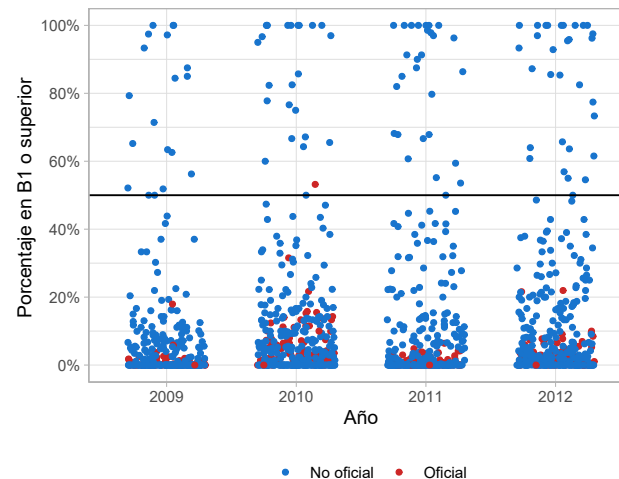 Porcentaje en B1 o superior
100%
80%
60%
40%
20%
0%
2009 2010 2011 2012
Año
No oficial Oficial